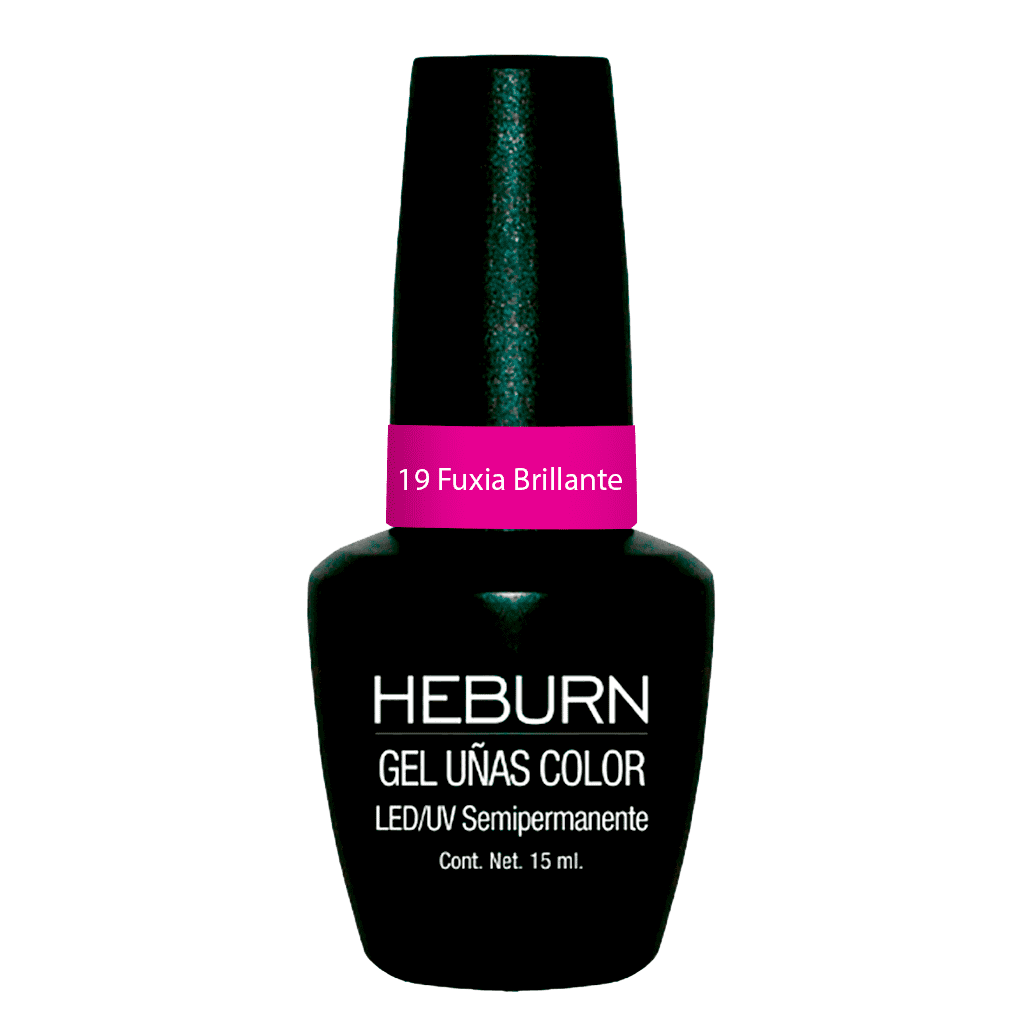 19 Fuxia Brillante
HEBURN
GEL UÑAS COLOR
LED/UV Semipermanente
Cont. Net. 15 ml.